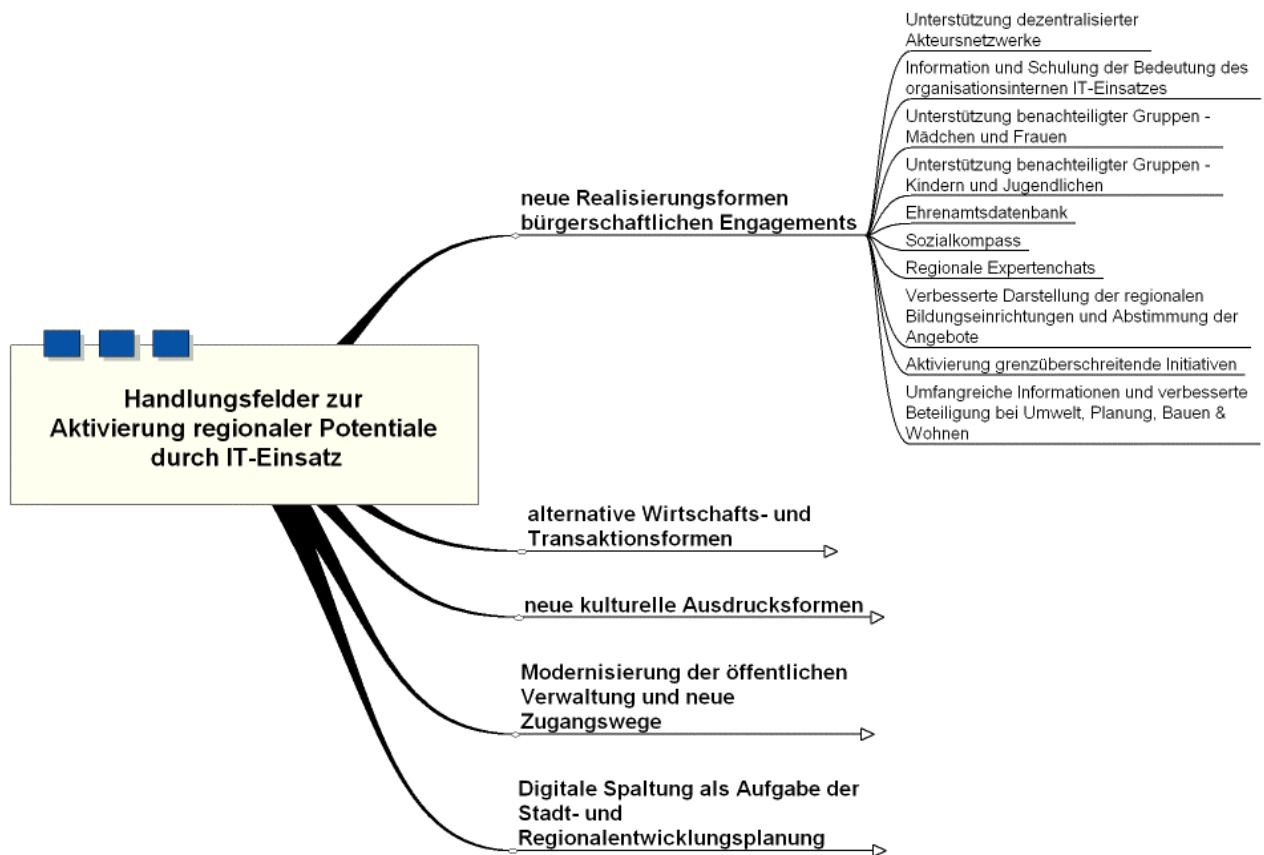 Handlungsfelder zur
Aktivierung regionaler Potentiale
durch IT-Einsatz
neue Realisierungsformen
bürgerschaftlichen Engagements
Unterstützung dezentralisierter
Akteursnetzwerke
Information und Schulung der Bedeutung des
organisationsinternen IT-Einsatzes
Unterstützung benachteiligter Gruppen -
Mädchen und Frauen
Unterstützung benachteiligter Gruppen -
Kindern und Jugendlichen
Ehrenamtsdatenbank
Sozialkompass
Regionale Expertenchats
Verbesserte Darstellung der regionalen
Bildungseinrichtungen und Abstimmung der
Angebote
Aktivierung grenzüberschreitende Initiativen
Umfangreiche Informationen und verbesserte
Beteiligung bei Umwelt, Planung, Bauen &
Wohnen
alternative Wirtschafts- und
Transaktionsformen
neue kulturelle Ausdrucksformen
Modernisierung der öffentlichen
Verwaltung und neue
Zugangswege
Digitale Spaltung als Aufgabe der
Stadt- und
Regionalentwicklungsplanung